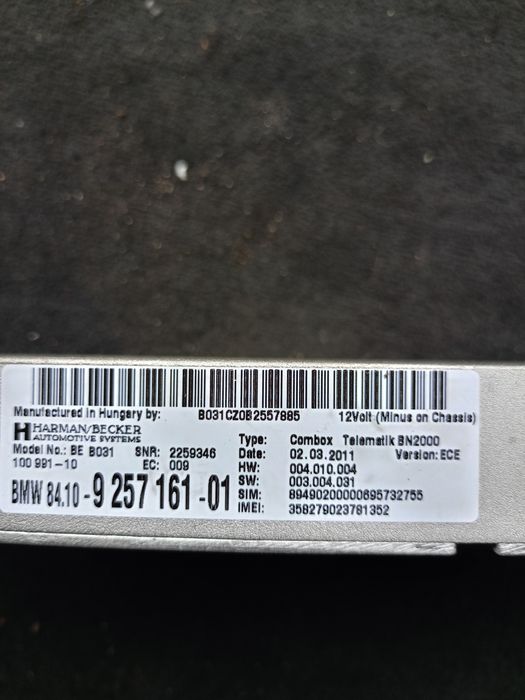 Manufactured in Hungary by: B031CZ0B2557885 12Volt (Minus on Chassis)
HARMAN/BECKER
AUTOMOTIVE SYSTEMS
Model No.: BE B031 SNR: 2259346
100 991-10 EC: 009
BMW 84.10-9 257 161-01
Type: Combox Telematik BN2000
Date: 02.03.2011 Version: ECE
HW: 004.010.004
SW: 003.004.031
SIM: 89490200000695732755
IMEI: 358279023781352